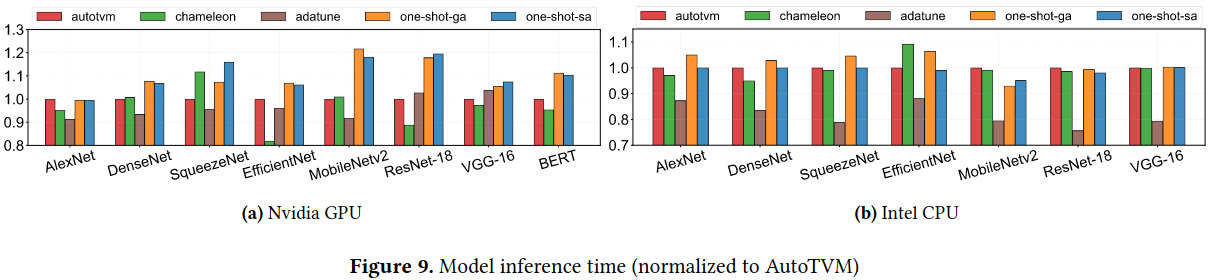 autotvm chameleon adatune one-shot-ga one-shot-sa
1.3
1.2
1.1
1.0
0.9
0.8
AlexNet DenseNet SqueezeNet EfficientNet MobileNetv2 ResNet-18 VGG-16 BERT
(a) Nvidia GPU
autotvm chameleon adatune one-shot-ga one-shot-sa
1.1
1.0
0.9
0.8
0.7
AlexNet DenseNet SqueezeNet EfficientNet MobileNetv2 ResNet-18 VGG-16
(b) Intel CPU
Figure 9. Model inference time (normalized to AutoTVM)